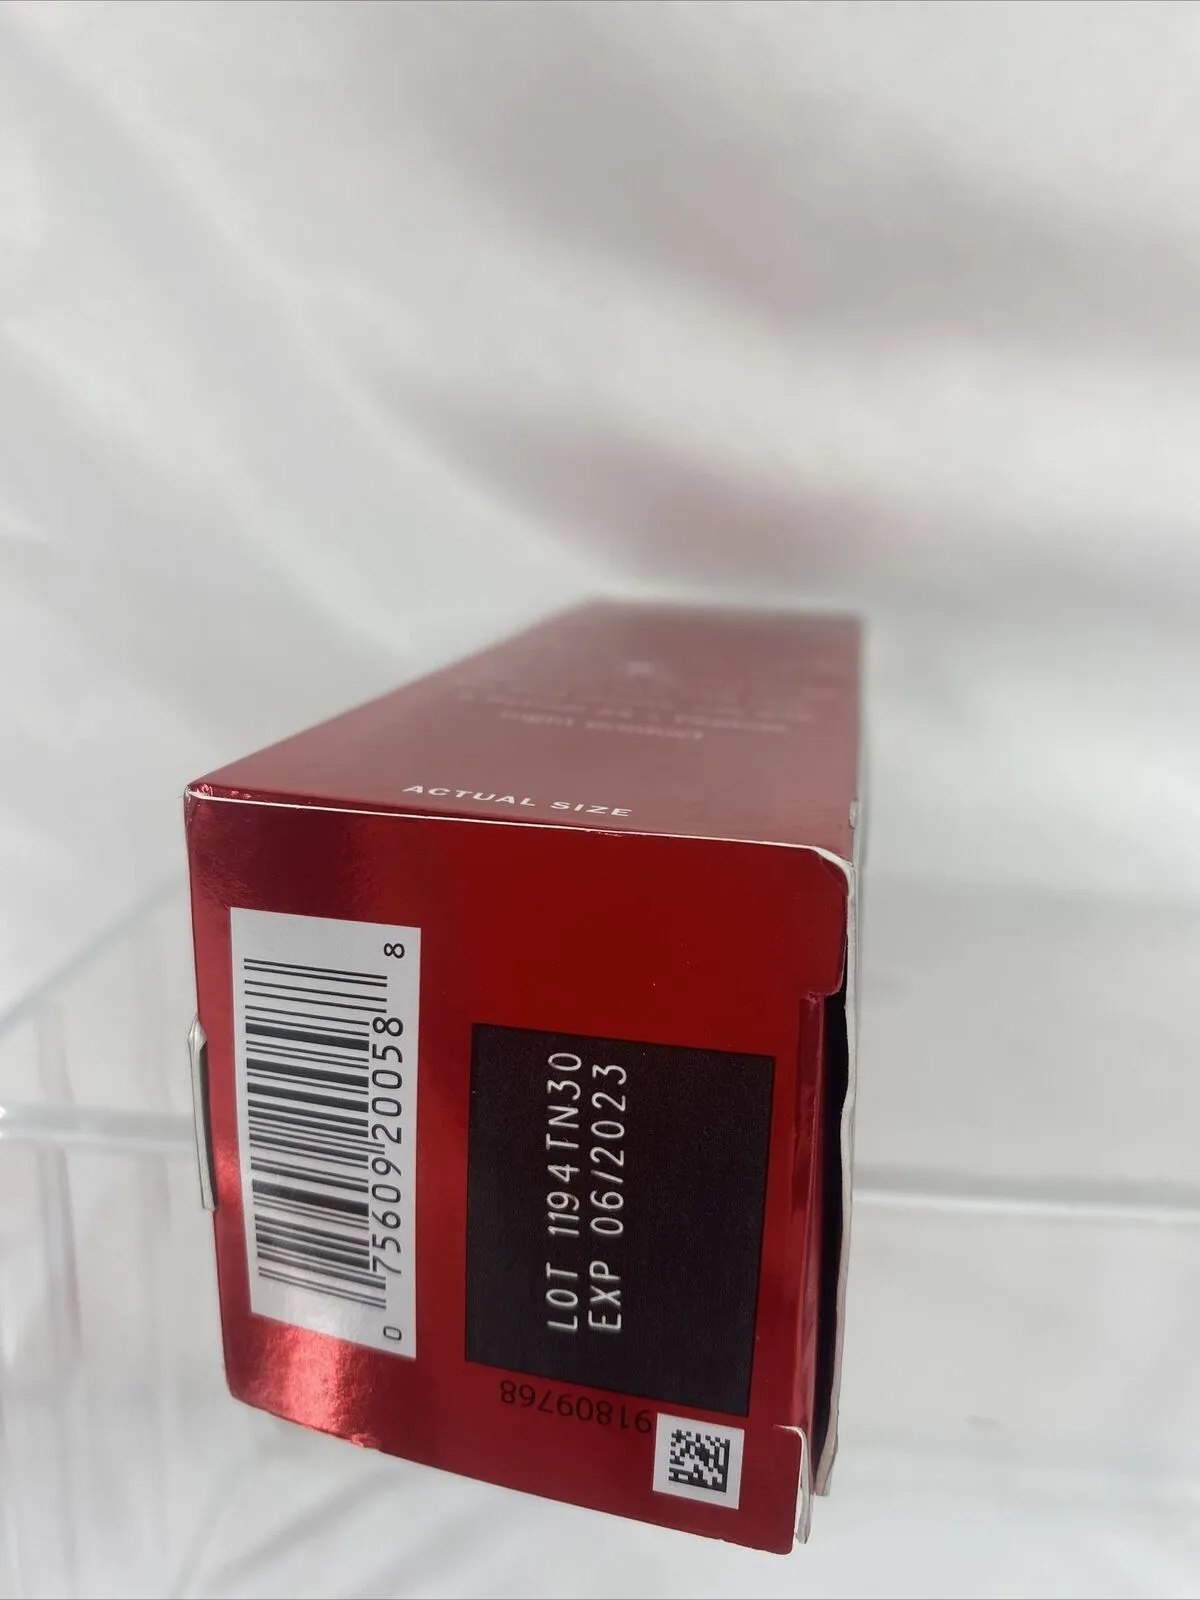 ACTUAL SIZE
0 75609 20058 8
LOT 1194TN30
EXP 06/2023
91809768